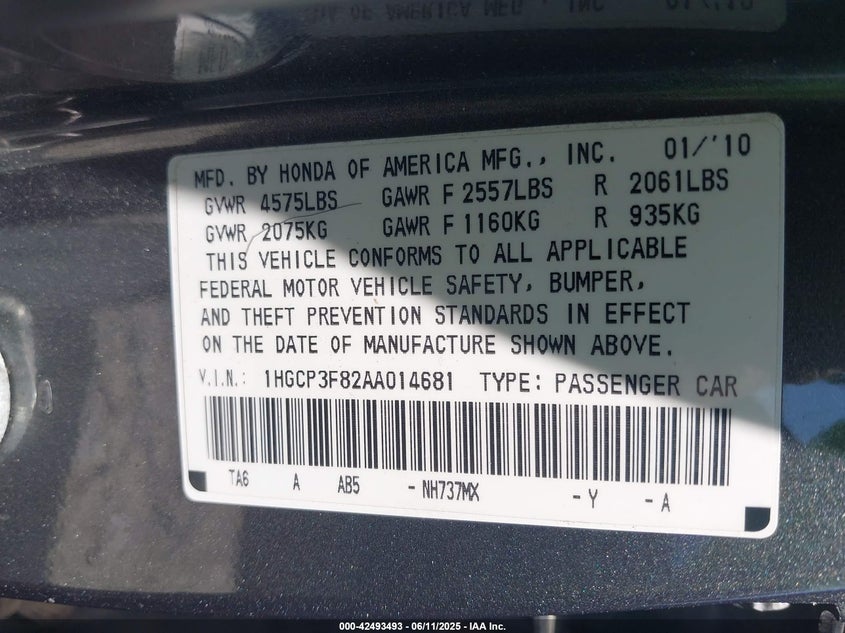 MFD. BY HONDA OF AMERICA MFG., INC. 01/'10
GVWR 4575LBS GAWR F 2557LBS R 2061LBS
GVWR 2075KG GAWR F 1160KG R 935KG
THIS VEHICLE CONFORMS TO ALL APPLICABLE
FEDERAL MOTOR VEHICLE SAFETY, BUMPER,
AND THEFT PREVENTION STANDARDS IN EFFECT
ON THE DATE OF MANUFACTURE SHOWN ABOVE.
V.I.N.: 1HGCP3F82AA014681 TYPE: PASSENGER CAR
TA6 A AB5 - NH737MX - Y - A
000-42493493 - 06/11/2025 - IAA Inc.